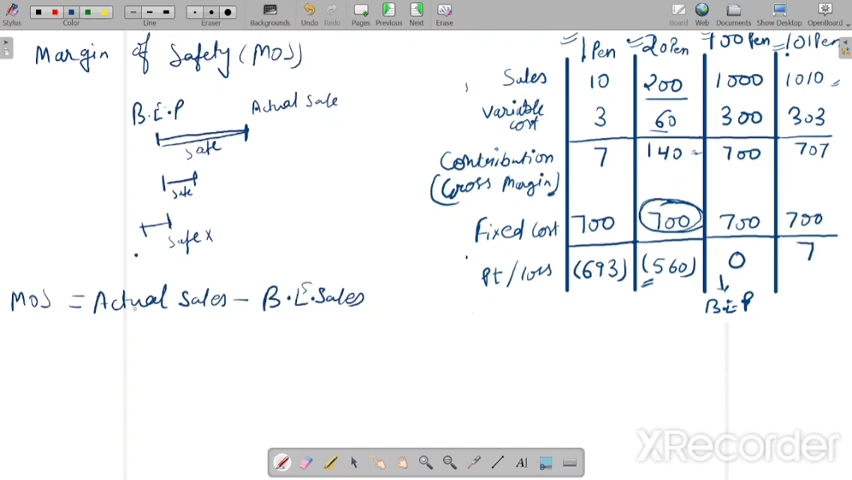 Stylus
Color
Line
Eraser
Backgrounds
Undo
Redo
Pages
Previous
Next
Board
Web
Documents
Show Desktop
OpenBoard
Margin of Safety (MOS)
B.E.P Actual Sale
Safe
Safe
Safe x
MOS = Actual Sales - B.E.Sales
1 Pen 20 Pen 100 Pen 101 Pen
Sales 10 200 1000 1010
Variable cost 3 60 300 303
Contribution 7 140 700 707
(Gross Margin)
Fixed cost 700 700 700 700
Pt/loss (693) (560) 0 7
B.E.P
XRecorder